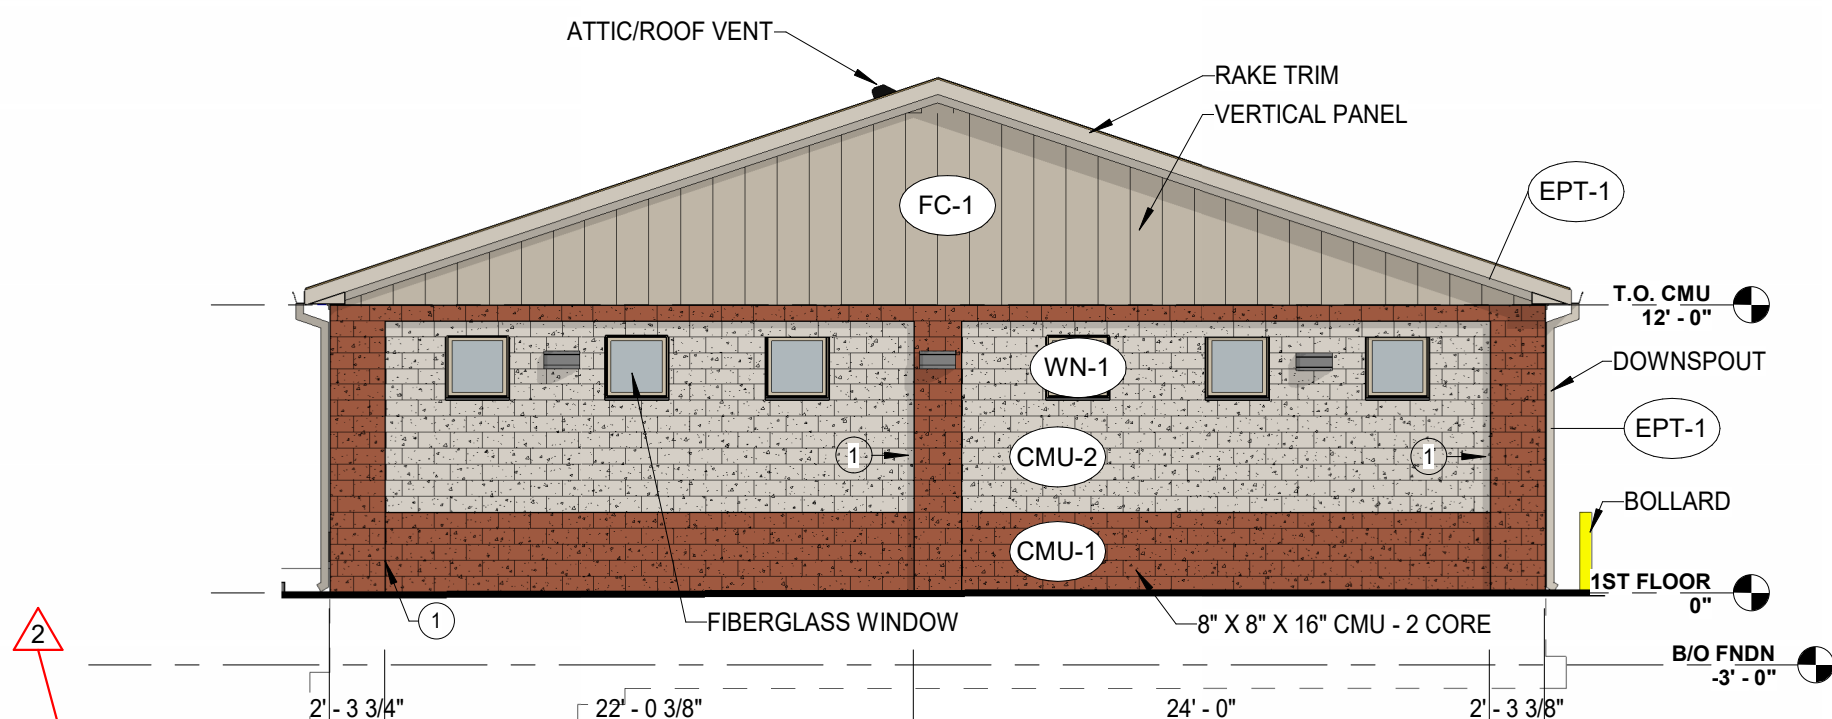 ATTIC/ROOF VENT
RAKE TRIM
VERTICAL PANEL
FC-1
EPT-1
T.O. CMU
12' - 0"
WN-1
DOWNSPOUT
EPT-1
1
CMU-2
1
BOLLARD
CMU-1
1ST FLOOR
0"
1
FIBERGLASS WINDOW
8" X 8" X 16" CMU - 2 CORE
2
B/O FNDN
-3' - 0"
2' - 3 3/4"
22' - 0 3/8"
24' - 0"
2' - 3 3/8"